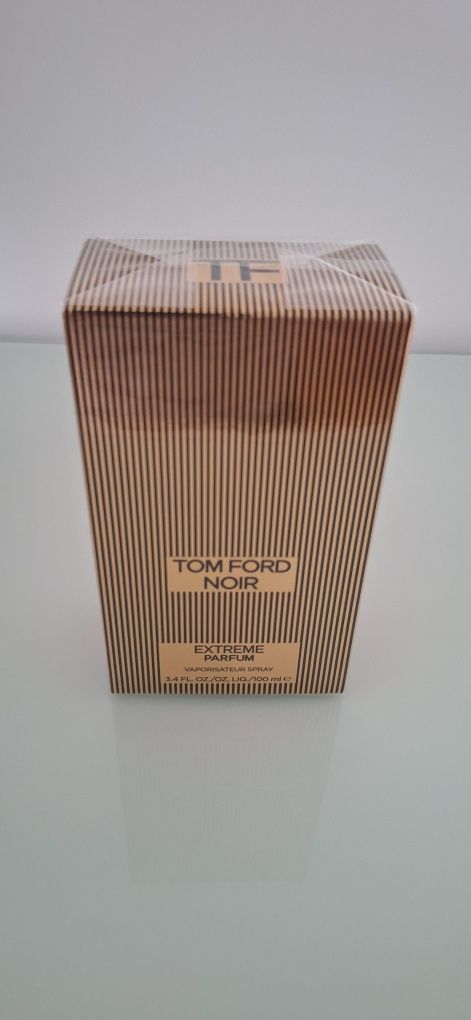 TF
TOM FORD
NOIR
EXTREME
PARFUM
VAPORISATEUR SPRAY
3.4 FL. OZ./OZ. LIQ./100 ml ℮